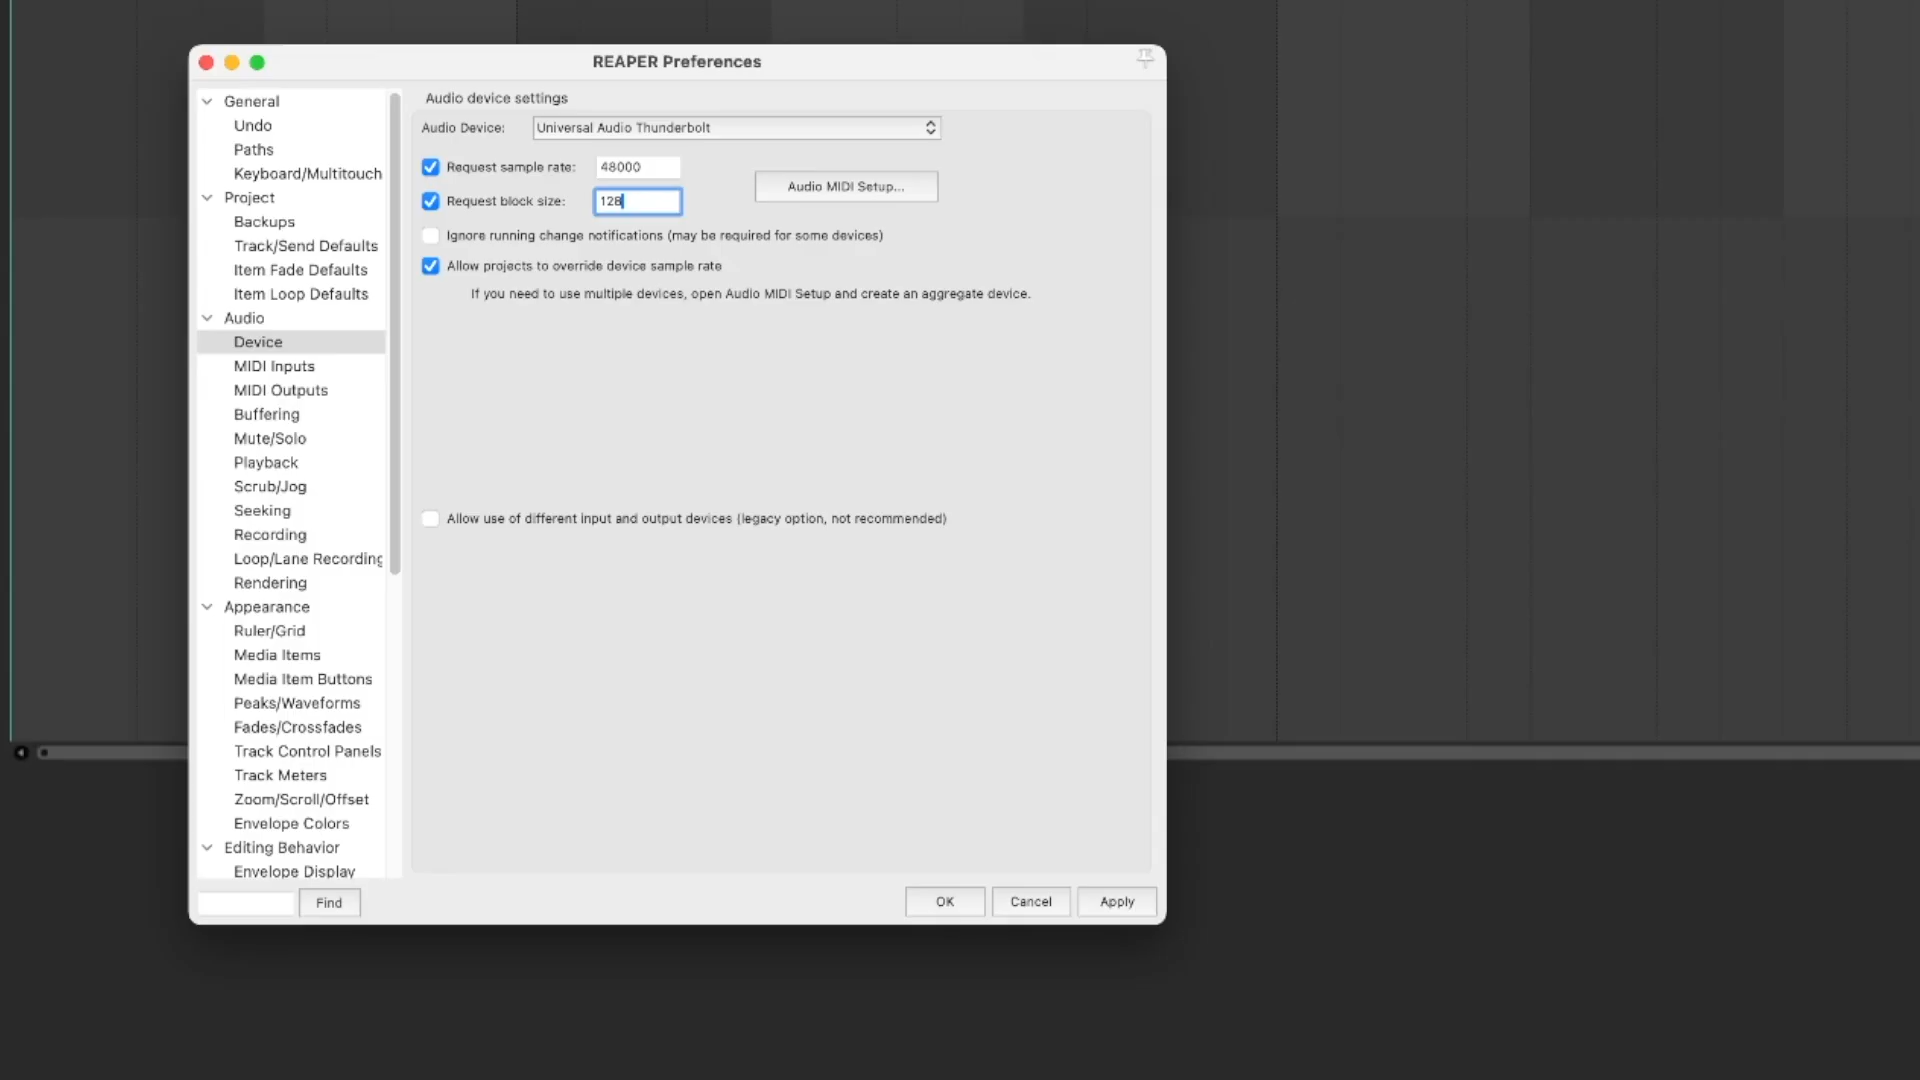 REAPER Preferences
General
Undo
Paths
Keyboard/Multitouch
Project
Backups
Track/Send Defaults
Item Fade Defaults
Item Loop Defaults
Audio
Device
MIDI Inputs
MIDI Outputs
Buffering
Mute/Solo
Playback
Scrub/Jog
Seeking
Recording
Loop/Lane Recording
Rendering
Appearance
Ruler/Grid
Media Items
Media Item Buttons
Peaks/Waveforms
Fades/Crossfades
Track Control Panels
Track Meters
Zoom/Scroll/Offset
Envelope Colors
Editing Behavior
Envelope Display
Find
Audio device settings
Audio Device: Universal Audio Thunderbolt
Request sample rate: 48000
Request block size: 128
Audio MIDI Setup...
Ignore running change notifications (may be required for some devices)
Allow projects to override device sample rate
If you need to use multiple devices, open Audio MIDI Setup and create an aggregate device.
Allow use of different input and output devices (legacy option, not recommended)
OK Cancel Apply